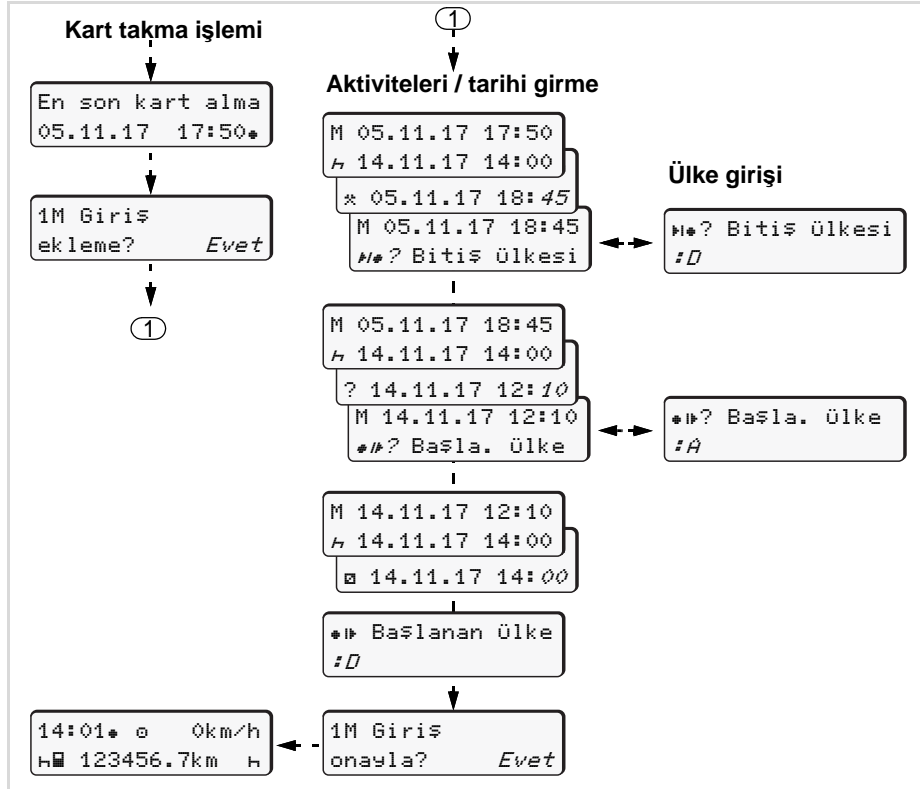 Kart takma işlemi
En son kart alma
05.11.17 17:50
1M Giriş
ekleme? Evet
1
1
Aktiviteleri / tarihi girme
M 05.11.17 17:50
14.11.17 14:00
05.11.17 18:45
M 05.11.17 18:45
? Bitiş ülkesi
Ülke girişi
? Bitiş ülkesi
:D
M 05.11.17 18:45
14.11.17 14:00
? 14.11.17 12:10
M 14.11.17 12:10
? Başla. ülke
? Başla. ülke
:A
M 14.11.17 12:10
14.11.17 14:00
14.11.17 14:00
Başlanan ülke
:D
1M Giriş
onayla? Evet
14:01 0km/h
123456.7km